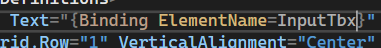 Text="{Binding ElementName=InputTbx}"
rid.Row="1" VerticalAlignment="Center"